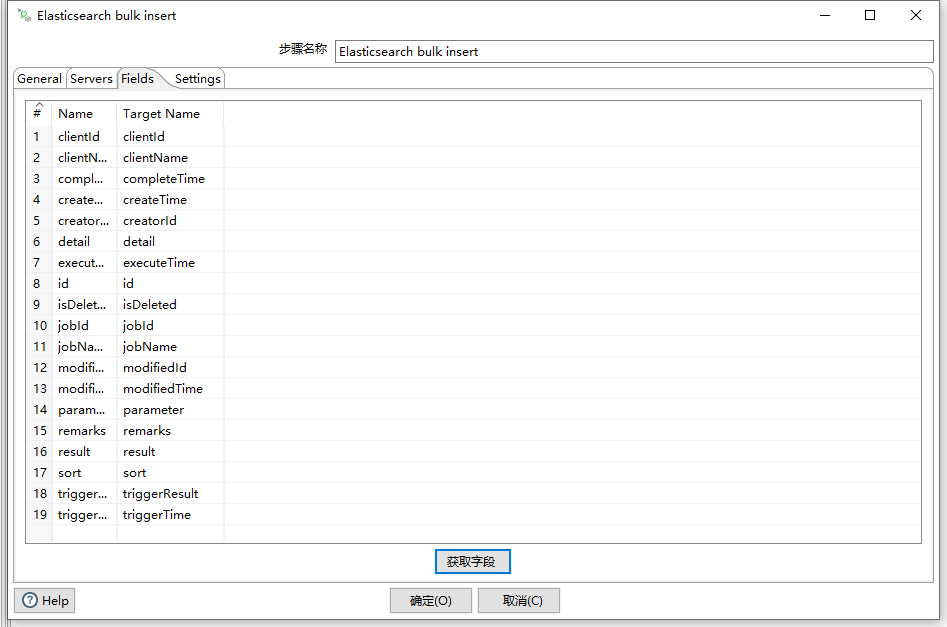 Elasticsearch bulk insert
步骤名称 Elasticsearch bulk insert
General Servers Fields Settings
# Name Target Name
1 clientId clientId
2 clientN... clientName
3 compl... completeTime
4 create... createTime
5 creator... creatorId
6 detail detail
7 execut... executeTime
8 id id
9 isDelet... isDeleted
10 jobId jobId
11 jobNa... jobName
12 modifi... modifiedId
13 modifi... modifiedTime
14 param... parameter
15 remarks remarks
16 result result
17 sort sort
18 trigger... triggerResult
19 trigger... triggerTime
获取字段
? Help 确定(O) 取消(C)